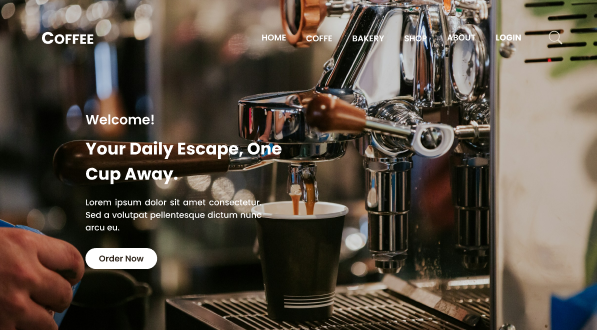 COFFEE
HOME COFFE BAKERY SHOP ABOUT LOGIN
Welcome!
Your Daily Escape, One
Cup Away.
Lorem ipsum dolor sit amet consectetur.
Sed a volutpat pellentesque dictum nunc
arcu eu.
Order Now